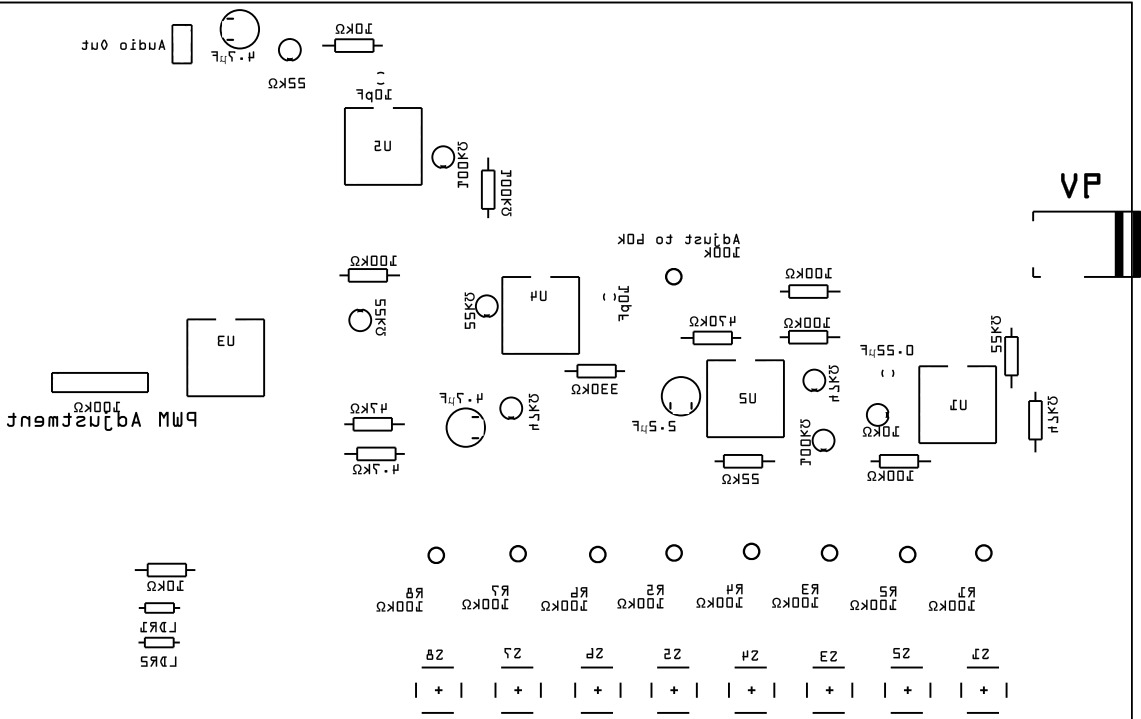 Audio Out
4.7µF
22kΩ
10kΩ
10pF
U5
100kΩ
100kΩ
9V
Adjust to 60k
100k
100kΩ
22kΩ
22kΩ
U4
10pF
100kΩ
470kΩ
100kΩ
U3
330kΩ
0.22µF
22kΩ
100kΩ
PWM Adjustment
47kΩ
4.7kΩ
4.7µF
47kΩ
2.2µF
U2
47kΩ
100kΩ
22kΩ
10kΩ
U1
47kΩ
100kΩ
10kΩ
LDR1
LDR2
R8
100kΩ
R7
100kΩ
R6
100kΩ
R5
100kΩ
R4
100kΩ
R3
100kΩ
R2
100kΩ
R1
100kΩ
S8
S7
S6
S5
S4
S3
S2
S1